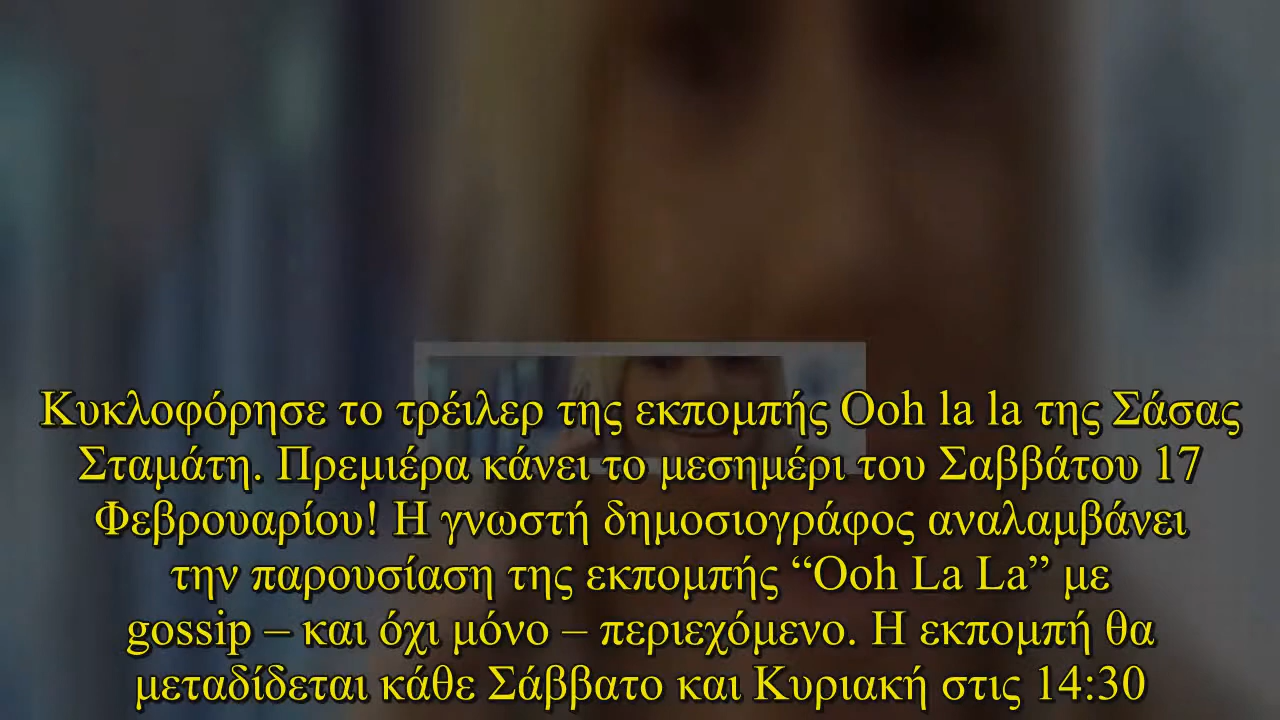 Κυκλοφόρησε το τρέιλερ της εκπομπής Ooh la la της Σάσας
Σταμάτη. Πρεμιέρα κάνει το μεσημέρι του Σαββάτου 17
Φεβρουαρίου! Η γνωστή δημοσιογράφος αναλαμβάνει
την παρουσίαση της εκπομπής “Ooh La La” με
gossip – και όχι μόνο – περιεχόμενο. Η εκπομπή θα
μεταδίδεται κάθε Σάββατο και Κυριακή στις 14:30